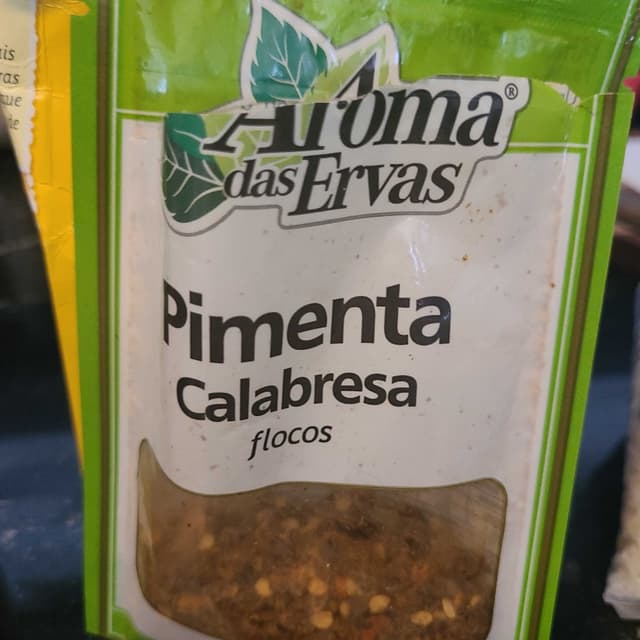 Aroma®
das Ervas
Pimenta
Calabresa
flocos